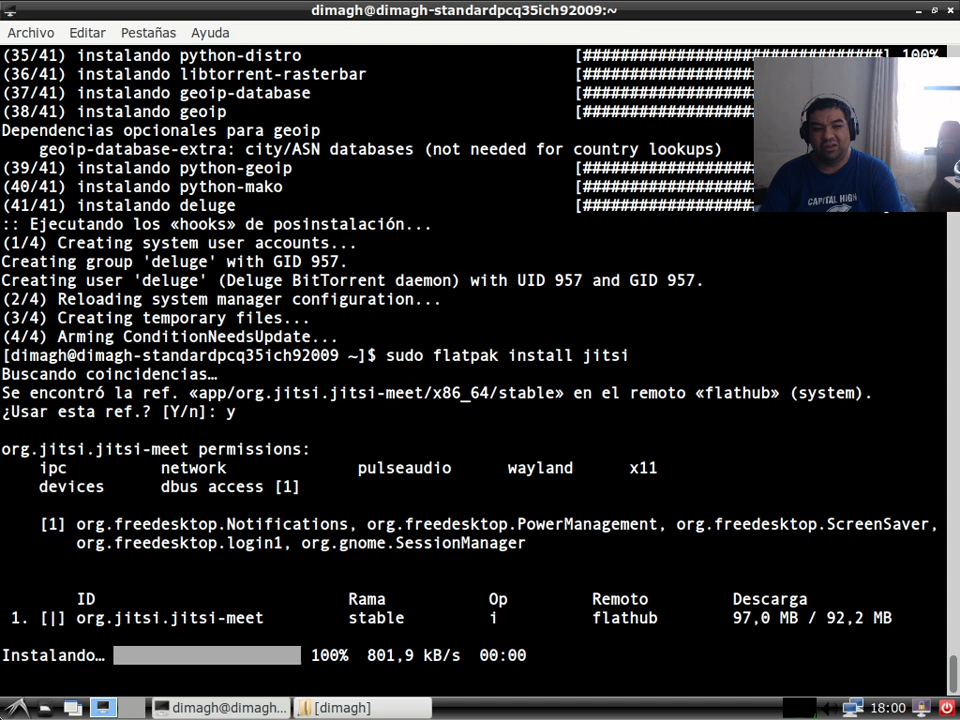 dimagh@dimagh-standardpcq35ich92009:~
Archivo Editar Pestañas Ayuda
(35/41) instalando python-distro [################################] 100%
(36/41) instalando libtorrent-rasterbar [###################
(37/41) instalando geoip-database [###################
(38/41) instalando geoip [###################
Dependencias opcionales para geoip
geoip-database-extra: city/ASN databases (not needed for country lookups)
(39/41) instalando python-geoip [###################
(40/41) instalando python-mako [###################
(41/41) instalando deluge [###################
:: Ejecutando los «hooks» de posinstalación...
(1/4) Creating system user accounts...
Creating group 'deluge' with GID 957.
Creating user 'deluge' (Deluge BitTorrent daemon) with UID 957 and GID 957.
(2/4) Reloading system manager configuration...
(3/4) Creating temporary files...
(4/4) Arming ConditionNeedsUpdate...
[dimagh@dimagh-standardpcq35ich92009 ~]$ sudo flatpak install jitsi
Buscando coincidencias…
Se encontró la ref. «app/org.jitsi.jitsi-meet/x86_64/stable» en el remoto «flathub» (system).
¿Usar esta ref.? [Y/n]: y
org.jitsi.jitsi-meet permissions:
ipc network pulseaudio wayland x11
devices dbus access [1]
[1] org.freedesktop.Notifications, org.freedesktop.PowerManagement, org.freedesktop.ScreenSaver,
org.freedesktop.login1, org.gnome.SessionManager
ID Rama Op Remoto Descarga
1. [|] org.jitsi.jitsi-meet stable i flathub 97,0 MB / 92,2 MB
Instalando… 100% 801,9 kB/s 00:00
CAPITAL HIGH
dimagh@dimagh... [dimagh] 18:00